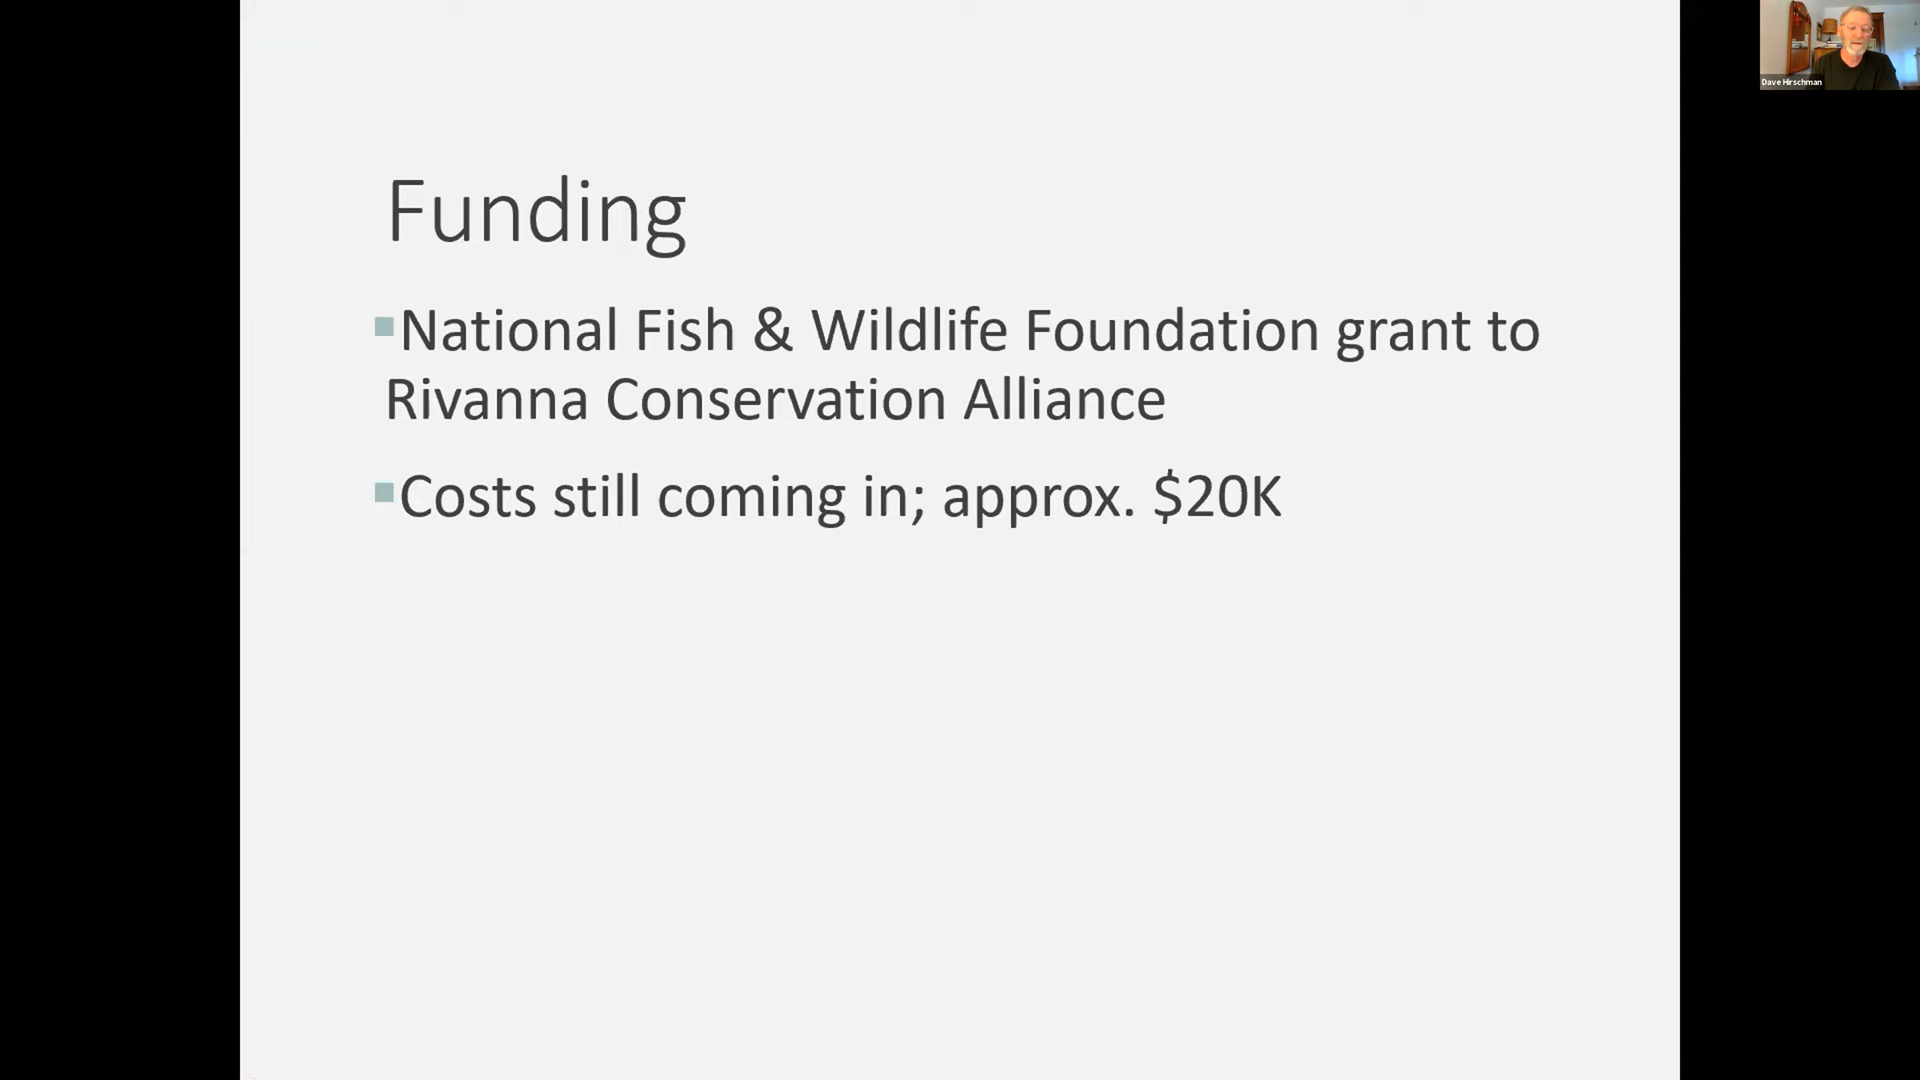 Dave Hirschman
Funding
National Fish & Wildlife Foundation grant to
Rivanna Conservation Alliance
Costs still coming in; approx. $20K